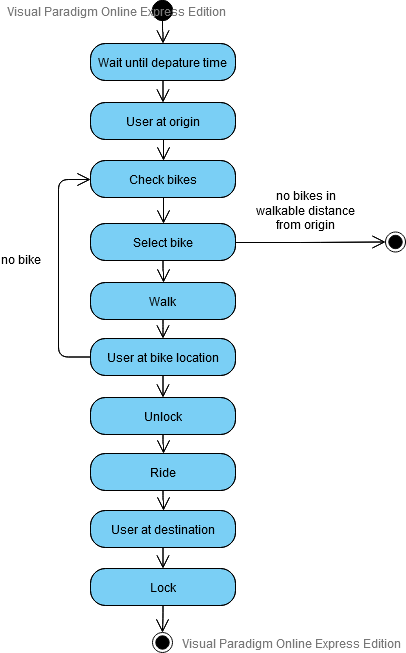 Visual Paradigm Online Express Edition
Wait until depature time
User at origin
Check bikes
no bikes in
walkable distance
from origin
Select bike
no bike
Walk
User at bike location
Unlock
Ride
User at destination
Lock
Visual Paradigm Online Express Edition